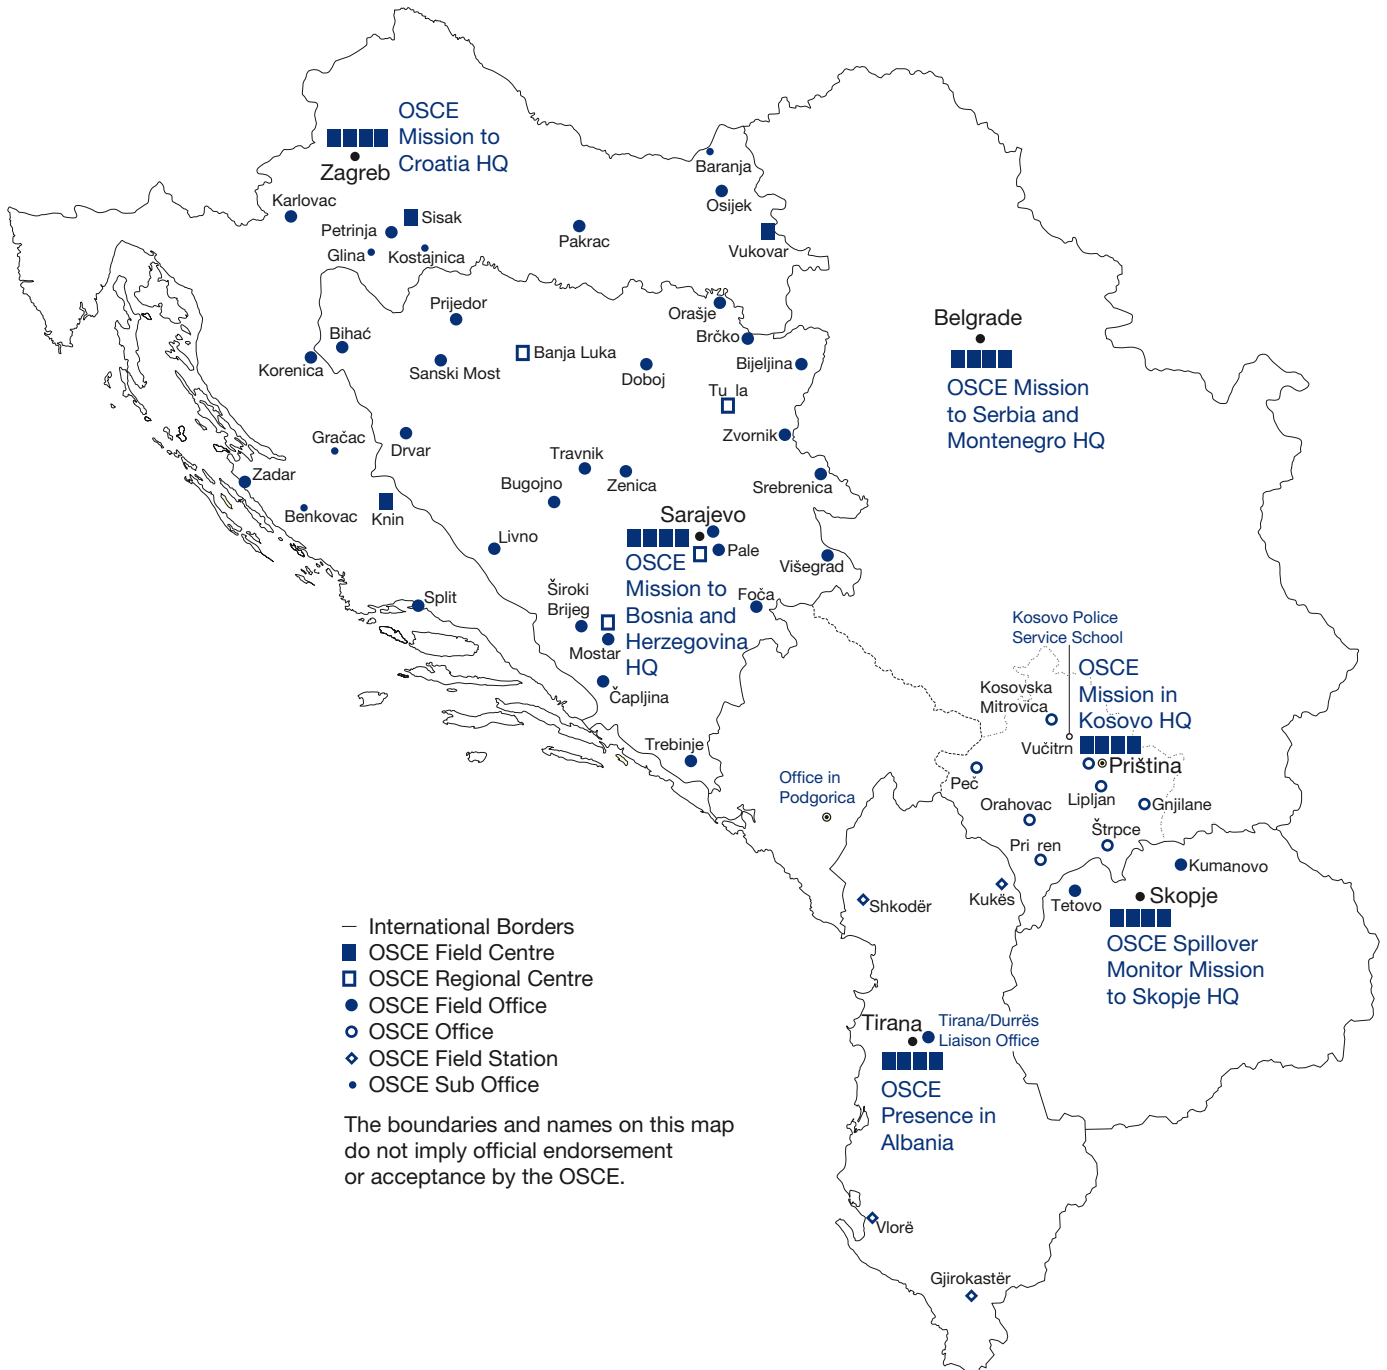 OSCE
Mission to
Croatia HQ
Zagreb
Baranja
Osijek
Karlovac
Petrinja
Sisak
Glina
Kostajnica
Pakrac
Vukovar
Prijedor
Orašje
Brčko
Bihać
Korenica
Sanski Most
Banja Luka
Doboj
Bijeljina
Tu la
Zvornik
Belgrade
OSCE Mission
to Serbia and
Montenegro HQ
Gračac
Drvar
Travnik
Zenica
Bugojno
Srebrenica
Zadar
Benkovac
Knin
Livno
Sarajevo
Pale
OSCE
Mission to
Bosnia and
Herzegovina
HQ
Višegrad
Foča
Široki
Brijeg
Mostar
Split
Čapljina
Trebinje
Kosovo Police
Service School
OSCE
Mission in
Kosovo HQ
Kosovska
Mitrovica
Vučitrn
Priština
Peč
Lipljan
Gnjilane
Orahovac
Štrpce
Pri ren
Office in
Podgorica
Kumanovo
Tetovo
Skopje
OSCE Spillover
Monitor Mission
to Skopje HQ
Kukës
Shkodër
Tirana
Tirana/Durrës
Liaison Office
OSCE
Presence in
Albania
Vlorë
Gjirokastër
International Borders
OSCE Field Centre
OSCE Regional Centre
OSCE Field Office
OSCE Office
OSCE Field Station
OSCE Sub Office
The boundaries and names on this map
do not imply official endorsement
or acceptance by the OSCE.